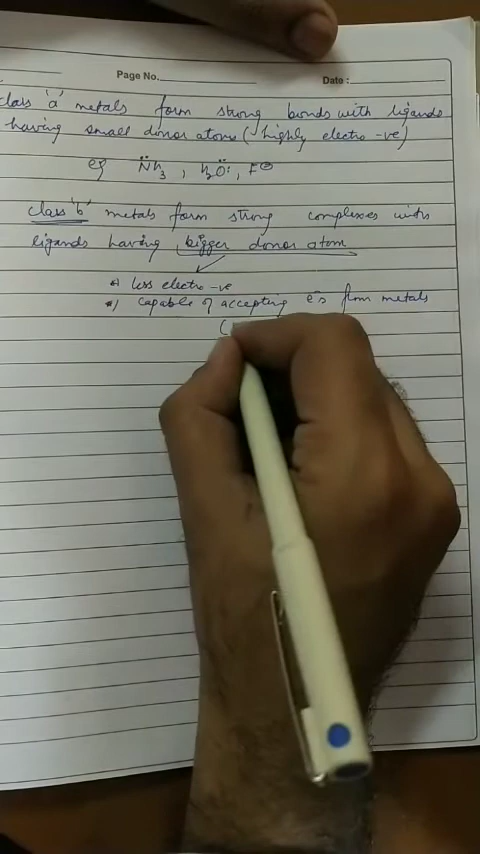 Page No. Date :
class 'a' metals form strong bonds with ligands
having small donor atoms (highly electro -ve)
eg N̈H₃ , H₂Ö: , F⊖
class 'b' metals form strong complexes with
ligands having bigger donor atom
*) less electro -ve
*) capable of accepting e⁻s from metals
(